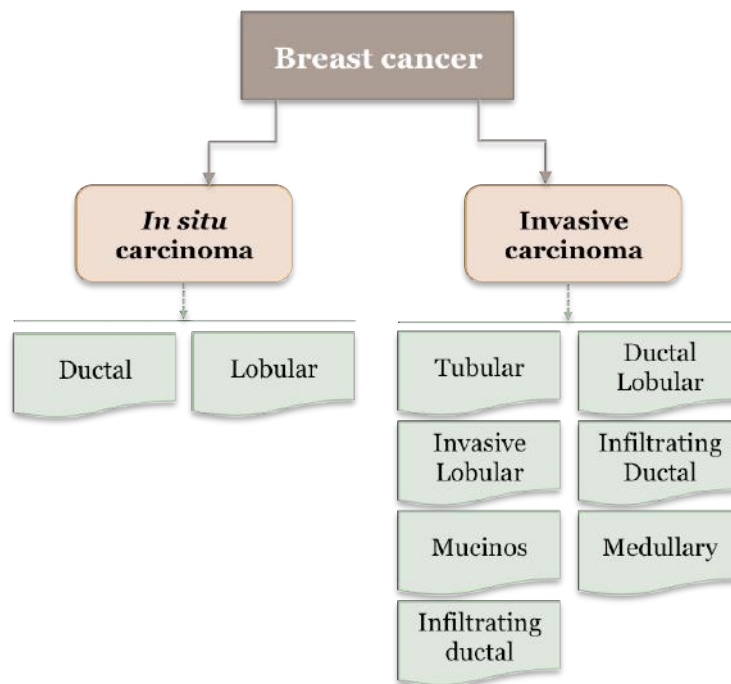 Breast cancer
In situ
carcinoma
Invasive
carcinoma
Ductal
Lobular
Tubular
Ductal
Lobular
Invasive
Lobular
Infiltrating
Ductal
Mucinos
Medullary
Infiltrating
ductal